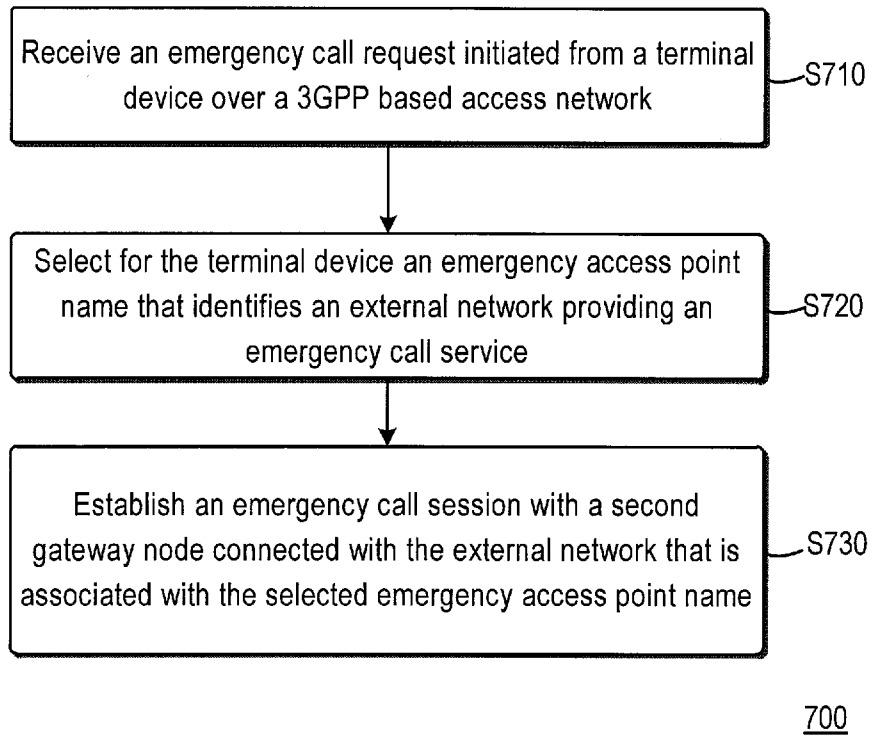 Receive an emergency call request initiated from a terminal
device over a 3GPP based access network
S710
Select for the terminal device an emergency access point
name that identifies an external network providing an
emergency call service
S720
Establish an emergency call session with a second
gateway node connected with the external network that is
associated with the selected emergency access point name
S730
700